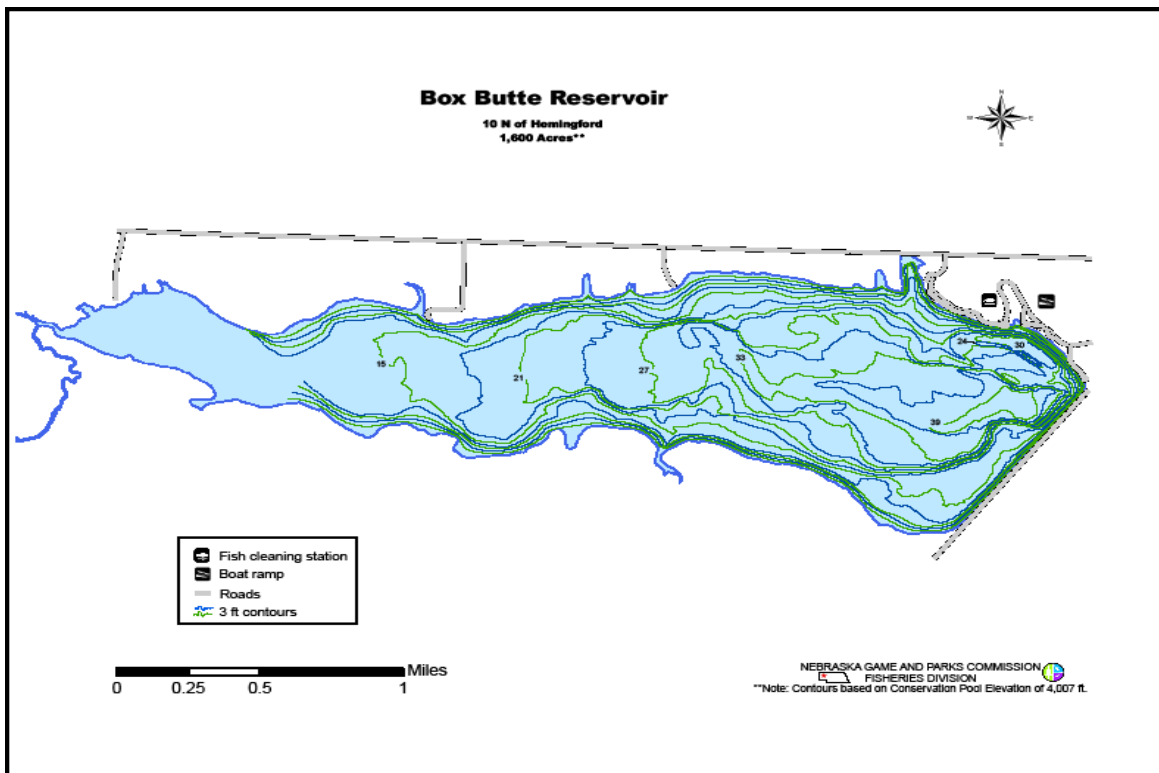 Box Butte Reservoir
10 N of Hemingford
1,600 Acres**
N
W
E
S
15
21
27
33
24
30
39
Fish cleaning station
Boat ramp
Roads
3 ft contours
Miles
0 0.25 0.5 1
NEBRASKA GAME AND PARKS COMMISSION
FISHERIES DIVISION
**Note: Contours based on Conservation Pool Elevation of 4,007 ft.